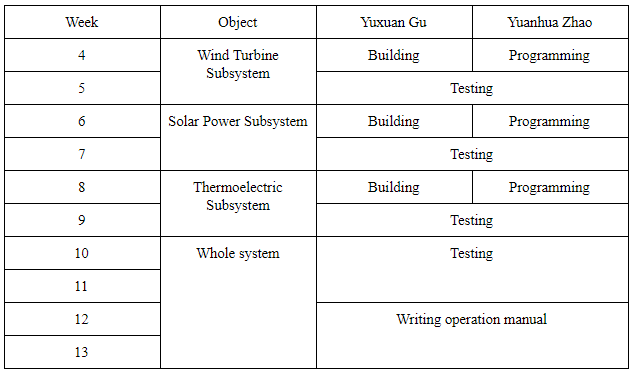 Week Object Yuxuan Gu Yuanhua Zhao
4 Wind Turbine Subsystem Building Programming
5 Testing
6 Solar Power Subsystem Building Programming
7 Testing
8 Thermoelectric Subsystem Building Programming
9 Testing
10 Whole system Testing
11
12 Writing operation manual
13